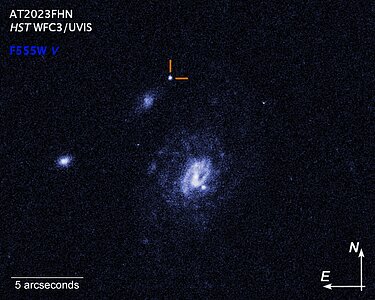 AT2023FHN
HST WFC3/UVIS
F555W V
5 arcseconds
N
E